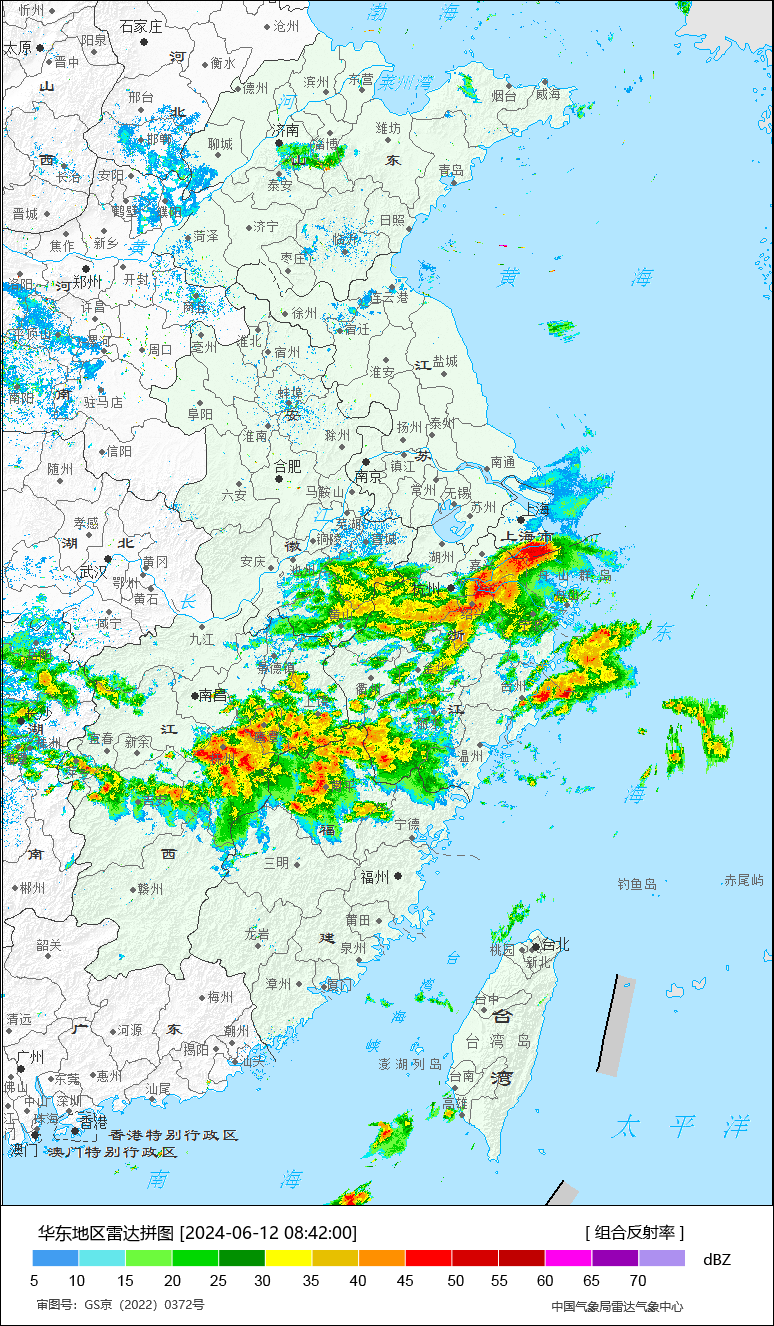 渤 海
忻州
石家庄
沧州
太原
阳泉
晋中
河
衡水
德州
滨州
东营
莱州湾
烟台
威海
山
邢台
北
河
济南
淄博
潍坊
邯郸
聊城
山
东
西
长治
安阳
泰安
青岛
晋城
鹤壁
濮阳
济宁
日照
焦作
新乡
黄
菏泽
临沂
枣庄
郑州
开封
河
黄 海
连云港
许昌
商丘
徐州
宿迁
平顶山
漯河
周口
亳州
淮北
宿州
江
盐城
淮安
南阳
南
驻马店
蚌埠
安
阜阳
扬州
泰州
淮南
滁州
苏
信阳
合肥
南京
镇江
南通
随州
六安
马鞍山
常州
无锡
苏州
上海
孝感
芜湖
湖
北
江
铜陵
宣城
上海市
徽
湖州
嘉
武汉
黄冈
安庆
池州
鄂州
杭州
舟山群岛
黄石
长
黄
咸宁
九江
浙
东
景德镇
金华
衢州
台州
南昌
上饶
湖
江
江
宜春
新余
温州
吉安
海
福
宁德
南
西
三明
福州
钓鱼岛
赤尾屿
郴州
赣州
莆田
龙岩
建
泉州
台北
桃园
新北
韶关
台
漳州
厦门
湾
梅州
台中
海
清远
广
东
河源
潮州
台
揭阳
峡
台湾岛
广州
汕头
澎湖列岛
东莞
惠州
台南
湾
佛山
汕尾
中山
深圳
高雄
江
门
珠海
香港
太 平 洋
香港特别行政区
澳门
澳门特别行政区
南 海
华东地区雷达拼图 [2024-06-12 08:42:00]
[ 组合反射率 ]
dBZ
5 10 15 20 25 30 35 40 45 50 55 60 65 70
审图号：GS京（2022）0372号
中国气象局雷达气象中心